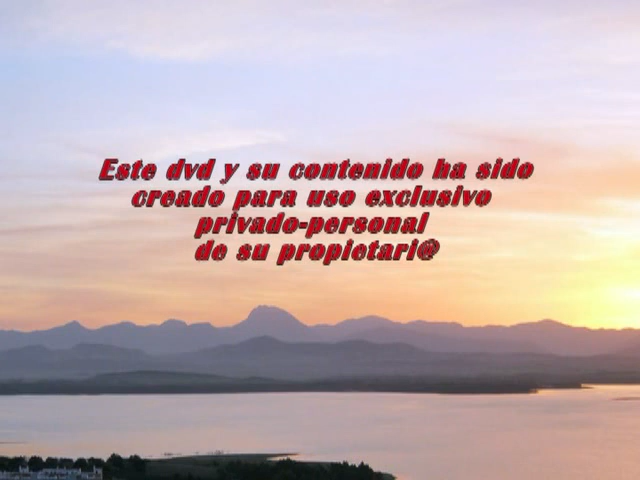 Este dvd y su contenido ha sido
creado para uso exclusivo
privado-personal
de su propietari@